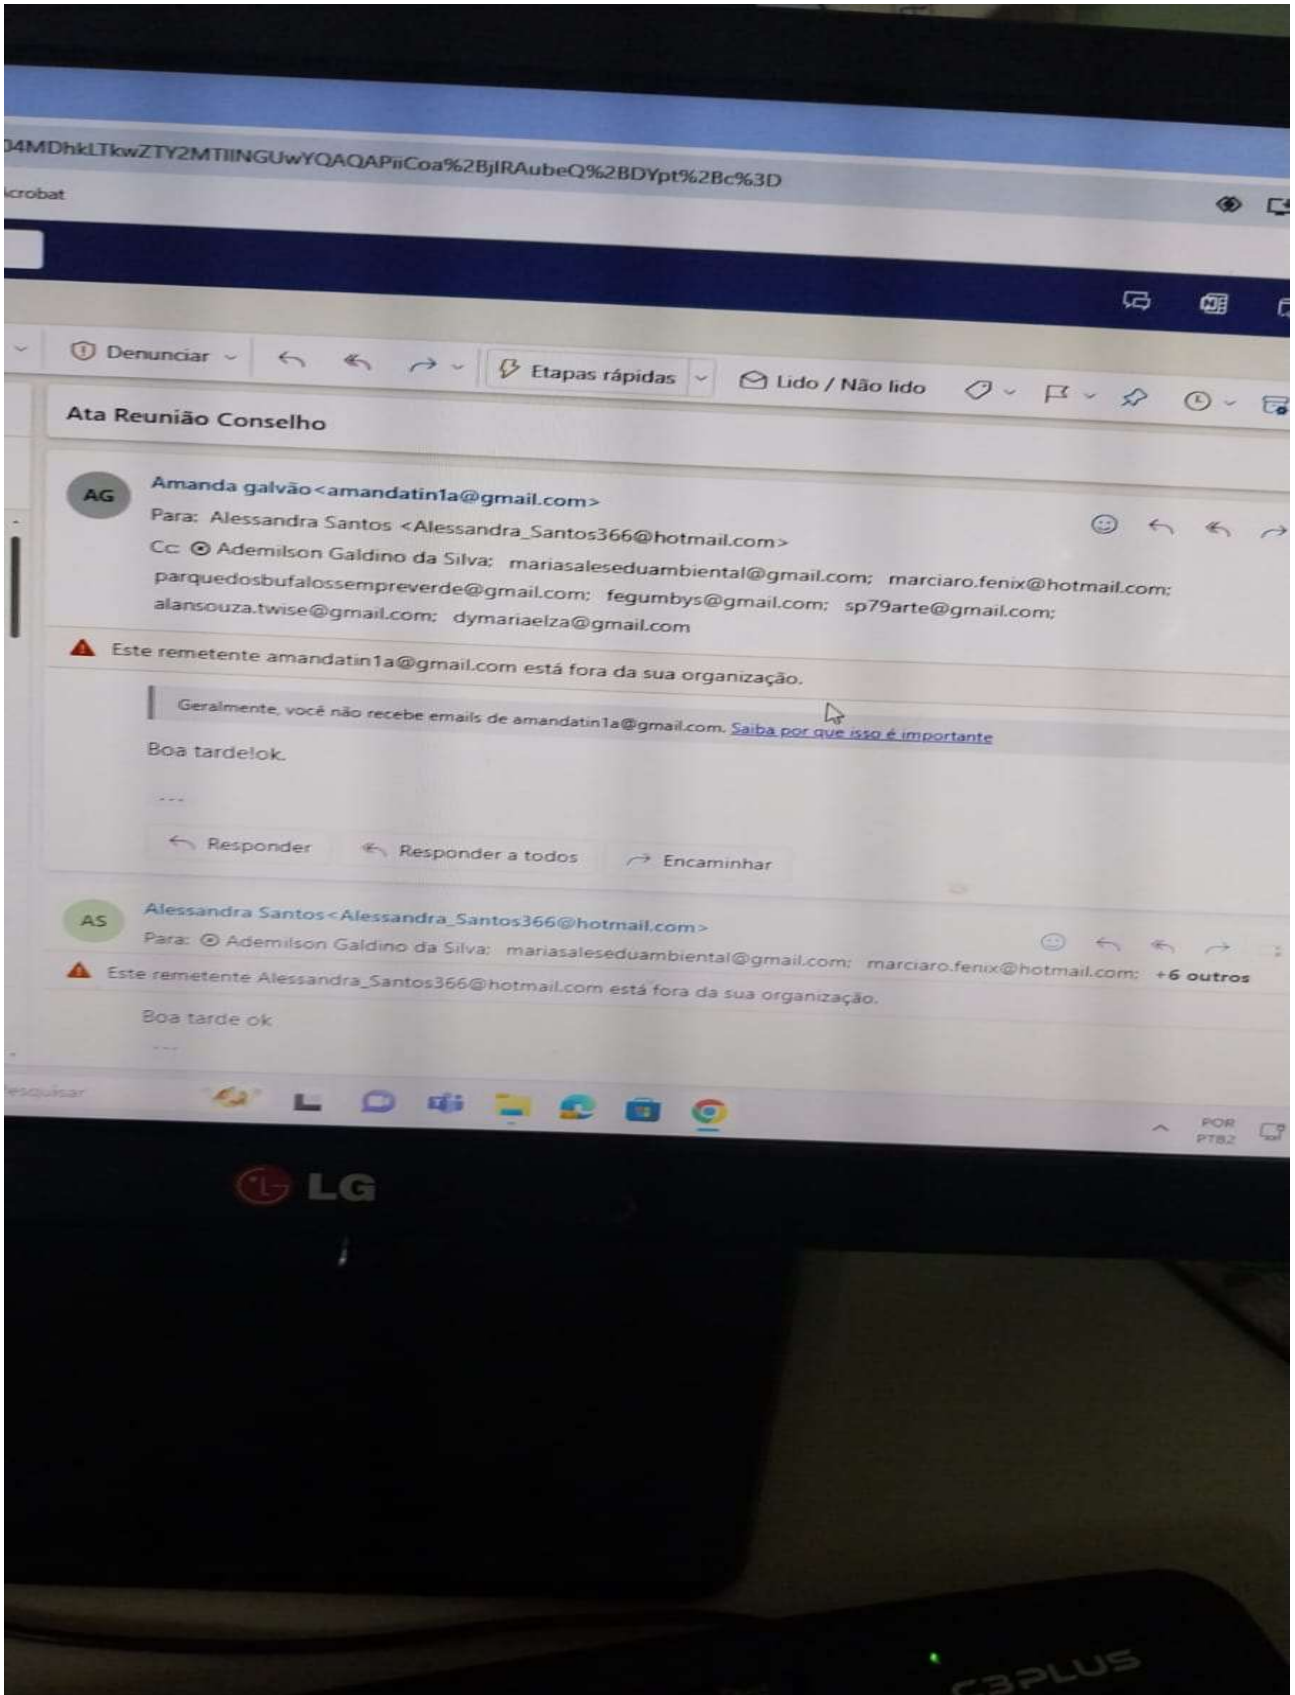 04MDhkLTkwZTY2MTIINGUwYQAQAPiiCoa%2BjlRAubeQ%2BDYpt%2Bc%3D
Acrobat
Denunciar
Etapas rápidas
Lido / Não lido
Ata Reunião Conselho
AG
Amanda galvão<amandatin1a@gmail.com>
Para: Alessandra Santos <Alessandra_Santos366@hotmail.com>
Cc: Ademilson Galdino da Silva; mariasaleseduambiental@gmail.com; marciaro.fenix@hotmail.com;
parquedosbufalossempreverde@gmail.com; fegumbys@gmail.com; sp79arte@gmail.com;
alansouza.twise@gmail.com; dymariaelza@gmail.com
Este remetente amandatin1a@gmail.com está fora da sua organização.
Geralmente, você não recebe emails de amandatin1a@gmail.com. Saiba por que isso é importante
Boa tarde!ok.
---
Responder
Responder a todos
Encaminhar
AS
Alessandra Santos<Alessandra_Santos366@hotmail.com>
Para: Ademilson Galdino da Silva; mariasaleseduambiental@gmail.com; marciaro.fenix@hotmail.com; +6 outros
Este remetente Alessandra_Santos366@hotmail.com está fora da sua organização.
Boa tarde ok
---
Pesquisar
POR
PTB2
LG
C3PLUS